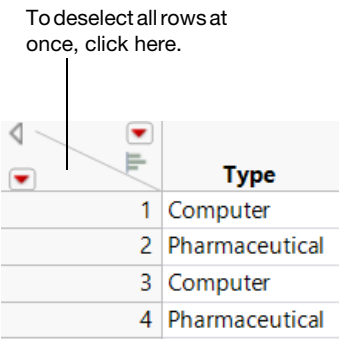 To deselect all rows at
once, click here.
Type
1 Computer
2 Pharmaceutical
3 Computer
4 Pharmaceutical